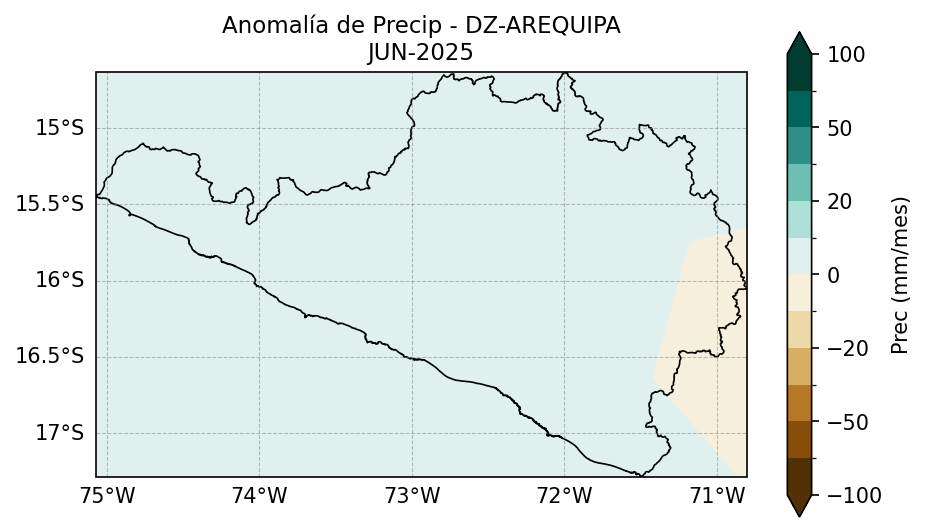 Anomalía de Precip - DZ-AREQUIPA
JUN-2025
15°S
15.5°S
16°S
16.5°S
17°S
75°W
74°W
73°W
72°W
71°W
100
50
20
0
−20
−50
−100
Prec (mm/mes)